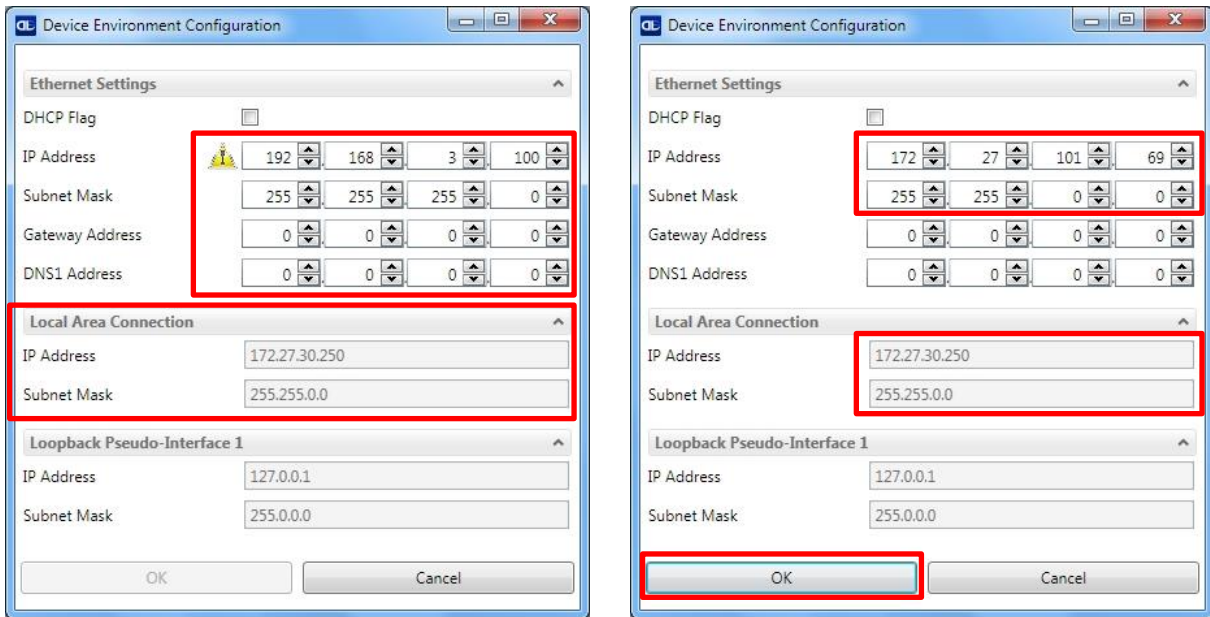 Device Environment Configuration
Ethernet Settings
DHCP Flag
IP Address 192 . 168 . 3 . 100
Subnet Mask 255 . 255 . 255 . 0
Gateway Address 0 . 0 . 0 . 0
DNS1 Address 0 . 0 . 0 . 0
Local Area Connection
IP Address 172.27.30.250
Subnet Mask 255.255.0.0
Loopback Pseudo-Interface 1
IP Address 127.0.0.1
Subnet Mask 255.0.0.0
OK Cancel
Device Environment Configuration
Ethernet Settings
DHCP Flag
IP Address 172 . 27 . 101 . 69
Subnet Mask 255 . 255 . 0 . 0
Gateway Address 0 . 0 . 0 . 0
DNS1 Address 0 . 0 . 0 . 0
Local Area Connection
IP Address 172.27.30.250
Subnet Mask 255.255.0.0
Loopback Pseudo-Interface 1
IP Address 127.0.0.1
Subnet Mask 255.0.0.0
OK Cancel